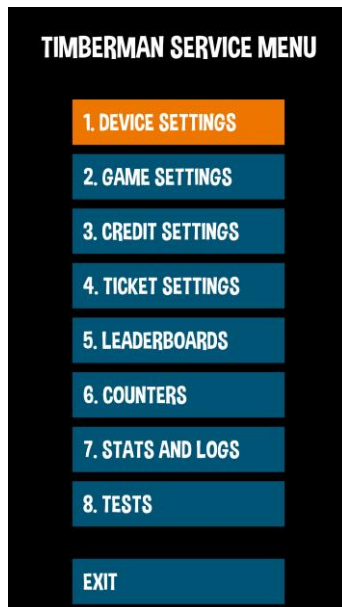 TIMBERMAN SERVICE MENU
1. DEVICE SETTINGS
2. GAME SETTINGS
3. CREDIT SETTINGS
4. TICKET SETTINGS
5. LEADERBOARDS
6. COUNTERS
7. STATS AND LOGS
8. TESTS
EXIT